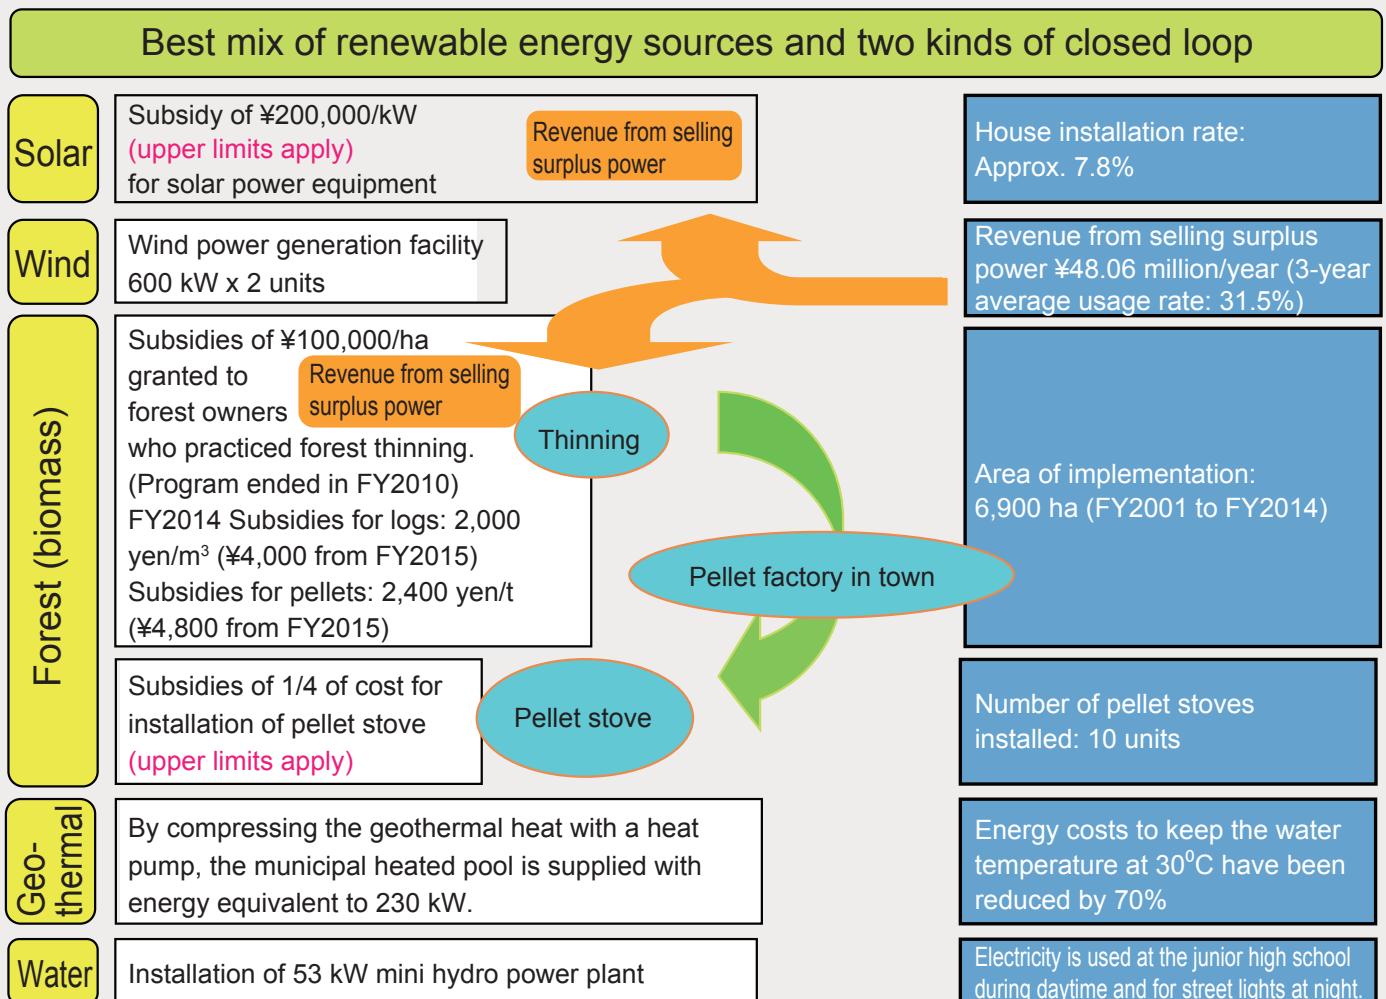 Best mix of renewable energy sources and two kinds of closed loop
Solar
Subsidy of ¥200,000/kW
(upper limits apply)
for solar power equipment
Revenue from selling
surplus power
House installation rate:
Approx. 7.8%
Wind
Wind power generation facility
600 kW x 2 units
Revenue from selling surplus
power ¥48.06 million/year (3-year
average usage rate: 31.5%)
Forest (biomass)
Subsidies of ¥100,000/ha
granted to
forest owners
who practiced forest thinning.
(Program ended in FY2010)
FY2014 Subsidies for logs: 2,000
yen/m³ (¥4,000 from FY2015)
Subsidies for pellets: 2,400 yen/t
(¥4,800 from FY2015)
Revenue from selling
surplus power
Thinning
Pellet factory in town
Area of implementation:
6,900 ha (FY2001 to FY2014)
Subsidies of 1/4 of cost for
installation of pellet stove
(upper limits apply)
Pellet stove
Number of pellet stoves
installed: 10 units
Geo-
thermal
By compressing the geothermal heat with a heat
pump, the municipal heated pool is supplied with
energy equivalent to 230 kW.
Energy costs to keep the water
temperature at 30⁰C have been
reduced by 70%
Water
Installation of 53 kW mini hydro power plant
Electricity is used at the junior high school
during daytime and for street lights at night.